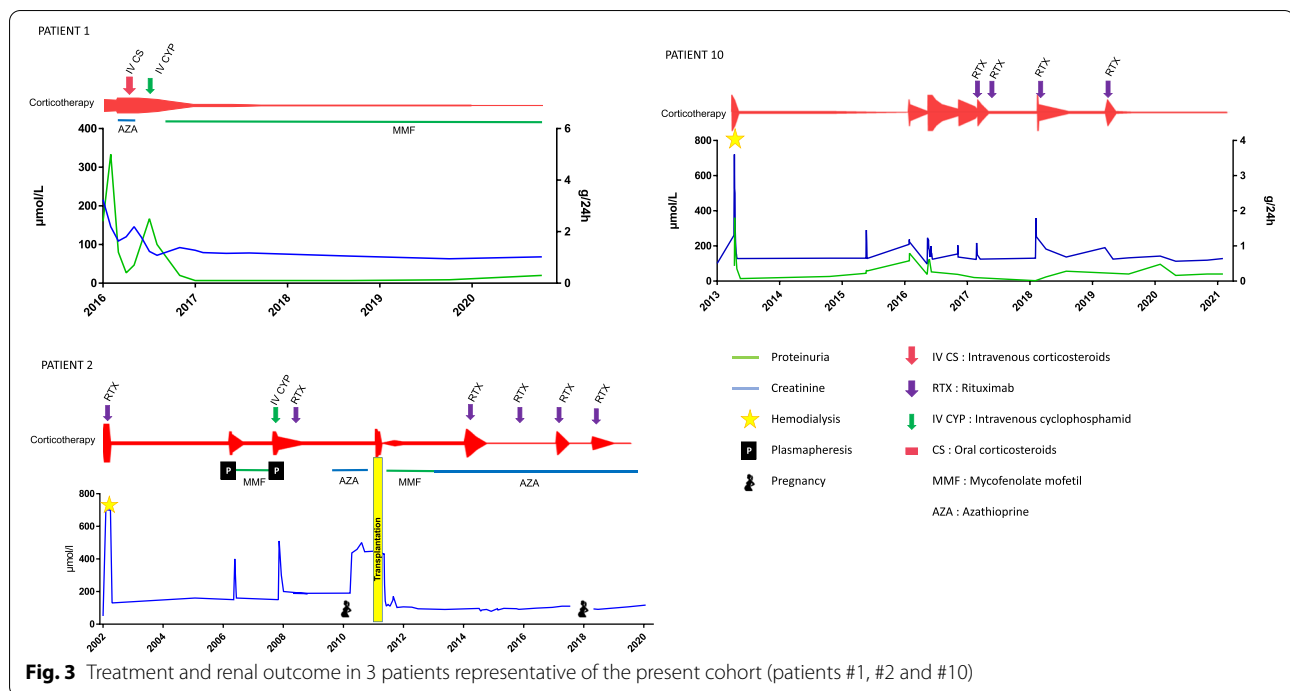 PATIENT 1
IV CS
IV CYP
Corticotherapy
AZA
MMF
400
300
200
100
0
µmol/L
6
4
2
0
g/24h
2016
2017
2018
2019
2020
PATIENT 10
RTX
RTX
RTX
RTX
Corticotherapy
800
600
400
200
0
µmol/L
4
3
2
1
0
g/24h
2013
2014
2015
2016
2017
2018
2019
2020
2021
PATIENT 2
RTX
IV CYP
RTX
RTX
RTX
RTX
RTX
Corticotherapy
P
P
MMF
AZA
MMF
AZA
Transplantation
800
600
400
200
0
µmol/l
2002
2004
2006
2008
2010
2012
2014
2016
2018
2020
Proteinuria
Creatinine
Hemodialysis
P
Plasmapheresis
Pregnancy
IV CS : Intravenous corticosteroids
RTX : Rituximab
IV CYP : Intravenous cyclophosphamid
CS : Oral corticosteroids
MMF : Mycofenolate mofetil
AZA : Azathioprine
Fig. 3 Treatment and renal outcome in 3 patients representative of the present cohort (patients #1, #2 and #10)